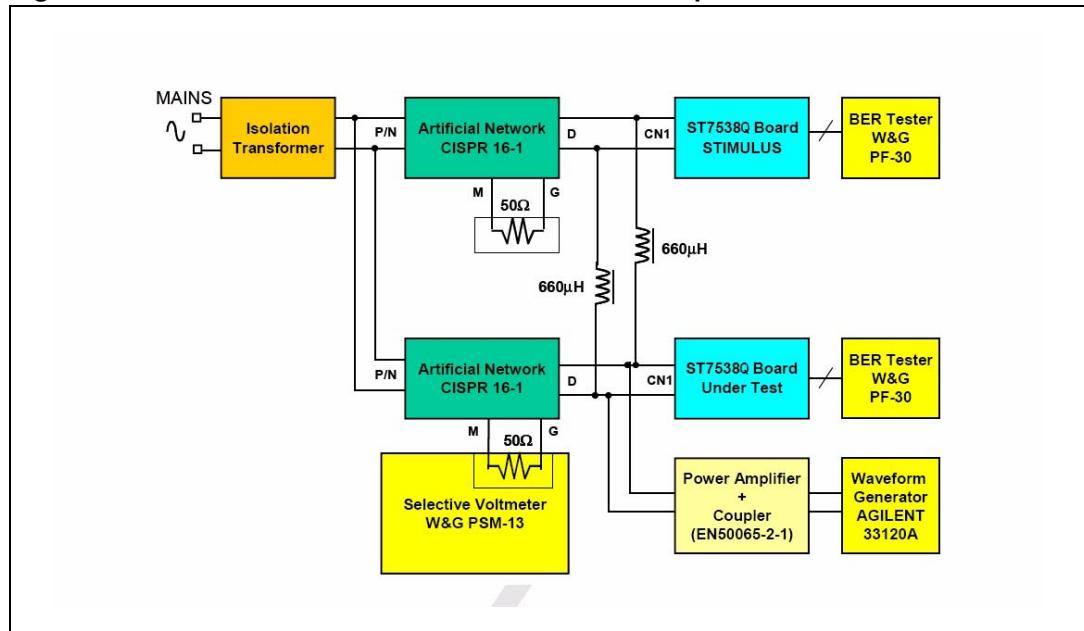 MAINS
Isolation
Transformer
P/N
Artificial Network
CISPR 16-1
D
CN1
ST7538Q Board
STIMULUS
BER Tester
W&G
PF-30
M
G
50Ω
660µH
660µH
P/N
Artificial Network
CISPR 16-1
D
CN1
ST7538Q Board
Under Test
BER Tester
W&G
PF-30
M
G
50Ω
Selective Voltmeter
W&G PSM-13
Power Amplifier
+
Coupler
(EN50065-2-1)
Waveform
Generator
AGILENT
33120A